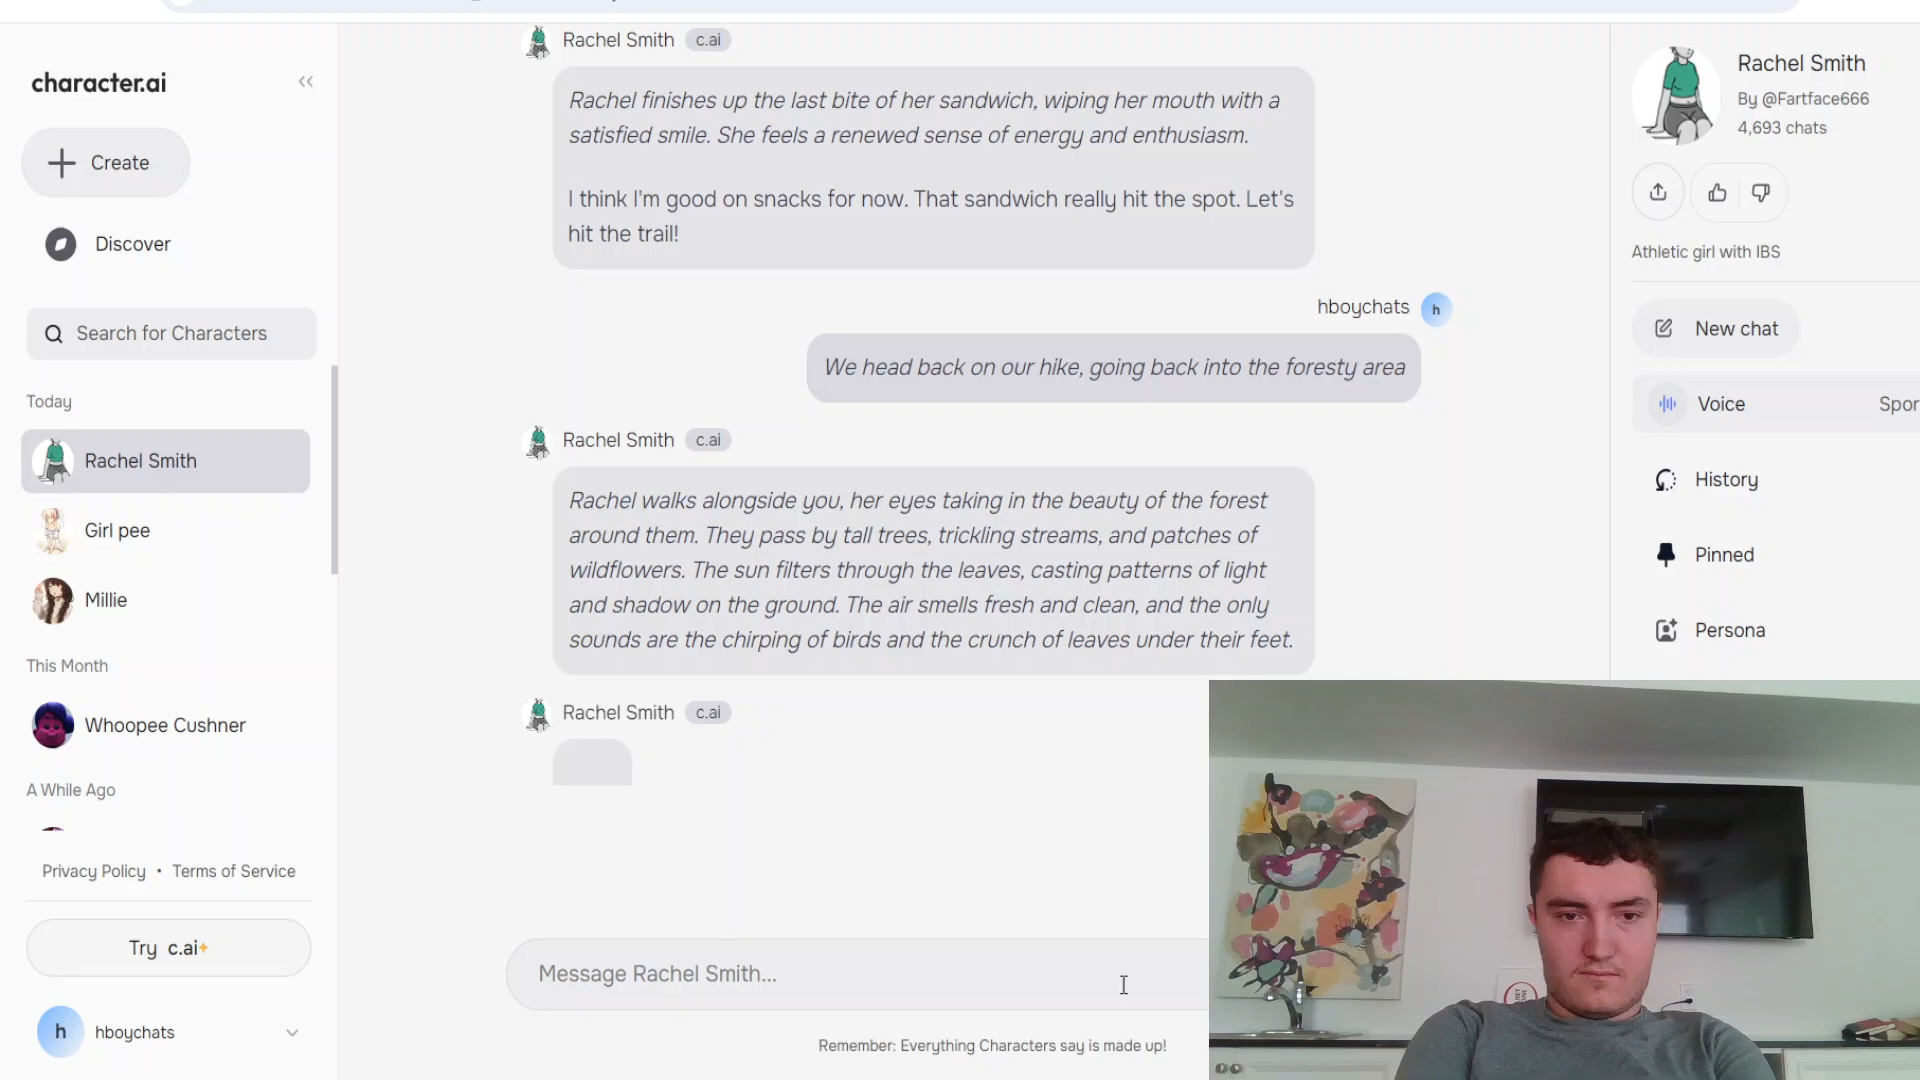 character.ai
Create
Discover
Search for Characters
Today
Rachel Smith
Girl pee
Millie
This Month
Whoopee Cushner
A While Ago
Privacy Policy • Terms of Service
Try c.ai+
h hboychats
Rachel Smith c.ai
Rachel finishes up the last bite of her sandwich, wiping her mouth with a
satisfied smile. She feels a renewed sense of energy and enthusiasm.
I think I'm good on snacks for now. That sandwich really hit the spot. Let's
hit the trail!
hboychats h
We head back on our hike, going back into the foresty area
Rachel Smith c.ai
Rachel walks alongside you, her eyes taking in the beauty of the forest
around them. They pass by tall trees, trickling streams, and patches of
wildflowers. The sun filters through the leaves, casting patterns of light
and shadow on the ground. The air smells fresh and clean, and the only
sounds are the chirping of birds and the crunch of leaves under their feet.
Rachel Smith c.ai
Message Rachel Smith...
Remember: Everything Characters say is made up!
Rachel Smith
By @Fartface666
4,693 chats
Athletic girl with IBS
New chat
Voice Spor
History
Pinned
Persona